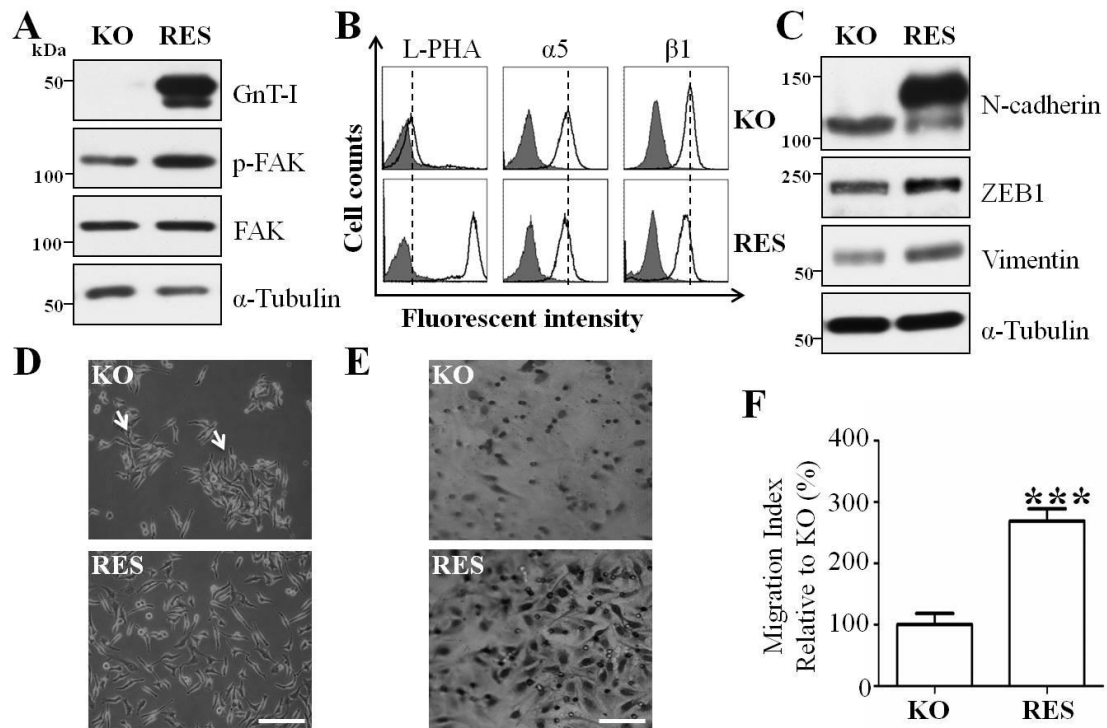 A
kDa
KO RES
50
GnT-I
100
p-FAK
100
FAK
50
α-Tubulin
B
L-PHA α5 β1
KO
RES
Cell counts
Fluorescent intensity
C
KO RES
150
100
N-cadherin
250
ZEB1
50
Vimentin
50
α-Tubulin
D
KO
RES
E
KO
RES
F
Migration Index
Relative to KO (%)
400
300
200
100
0
***
KO RES